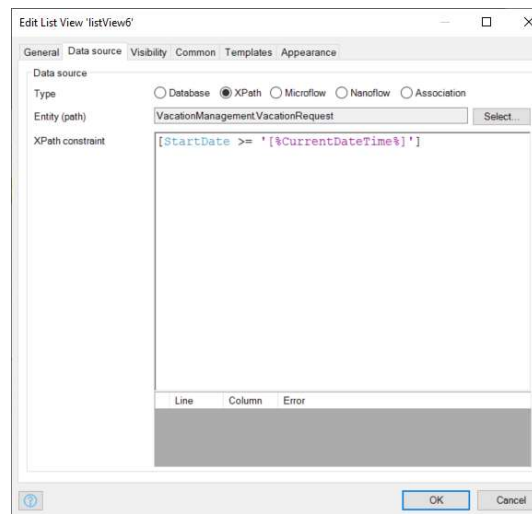 Edit List View 'listView6'
General Data source Visibility Common Templates Appearance
Data source
Type Database XPath Microflow Nanoflow Association
Entity (path) VacationManagement.VacationRequest Select...
XPath constraint [StartDate >= '[%CurrentDateTime%]']
Line Column Error
OK Cancel